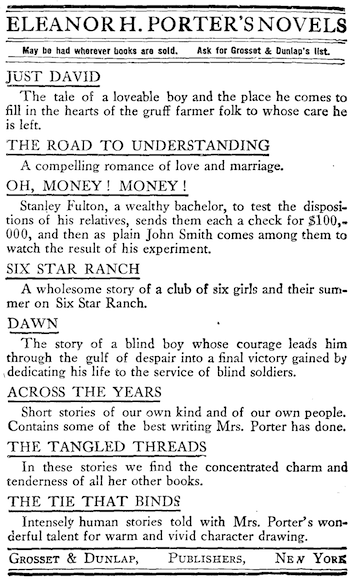 ELEANOR H. PORTER'S NOVELS
May be had wherever books are sold. Ask for Grosset & Dunlap's list.
JUST DAVID
The tale of a loveable boy and the place he comes to
fill in the hearts of the gruff farmer folk to whose care he
is left.
THE ROAD TO UNDERSTANDING
A compelling romance of love and marriage.
OH, MONEY! MONEY!
Stanley Fulton, a wealthy bachelor, to test the disposi-
tions of his relatives, sends them each a check for $100,-
000, and then as plain John Smith comes among them to
watch the result of his experiment.
SIX STAR RANCH
A wholesome story of a club of six girls and their sum-
mer on Six Star Ranch.
DAWN
The story of a blind boy whose courage leads him
through the gulf of despair into a final victory gained by
dedicating his life to the service of blind soldiers.
ACROSS THE YEARS
Short stories of our own kind and of our own people.
Contains some of the best writing Mrs. Porter has done.
THE TANGLED THREADS
In these stories we find the concentrated charm and
tenderness of all her other books.
THE TIE THAT BINDS
Intensely human stories told with Mrs. Porter's won-
derful talent for warm and vivid character drawing.
GROSSET & DUNLAP, PUBLISHERS, NEW YORK